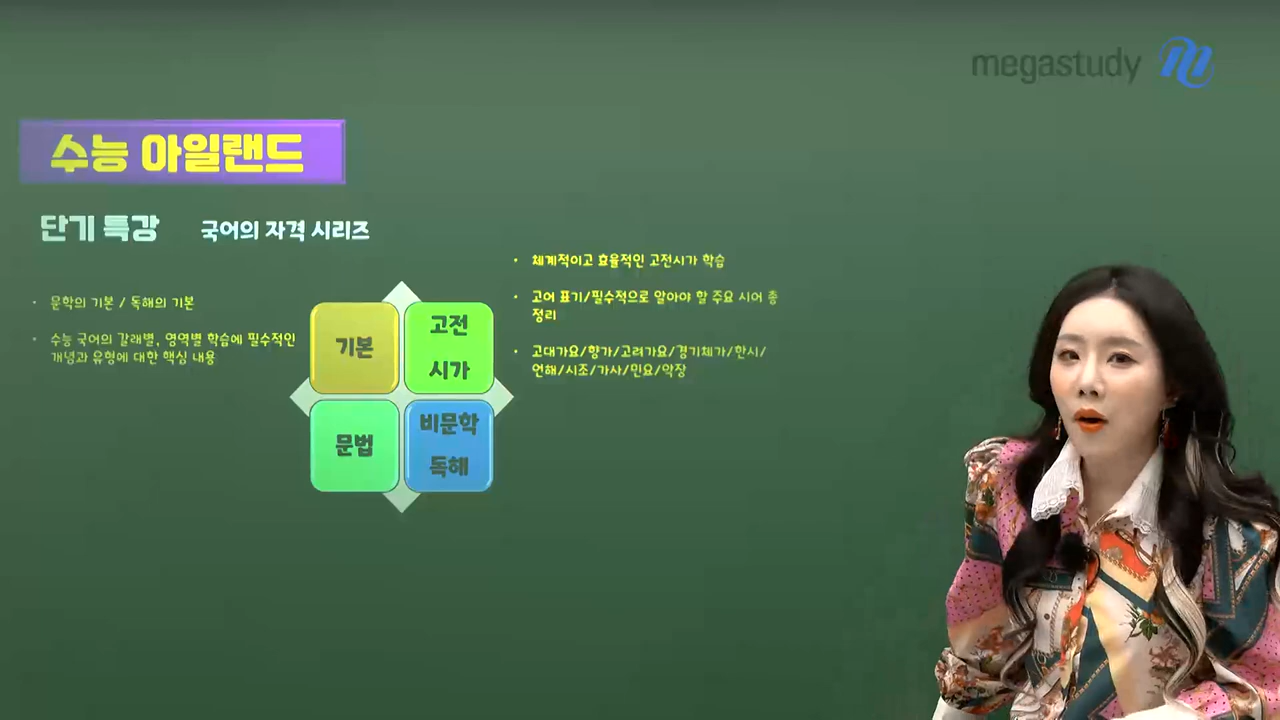 megastudy
수능 아일랜드
단기 특강 국어의 자격 시리즈
• 문학의 기본 / 독해의 기본
• 수능 국어의 갈래별, 영역별 학습에 필수적인
개념과 유형에 대한 핵심 내용
기본
고전
시가
문법
비문학
독해
• 체계적이고 효율적인 고전시가 학습
• 고어 표기/필수적으로 알아야 할 주요 시어 총
정리
• 고대가요/향가/고려가요/경기체가/한시/
언해/시조/가사/민요/악장